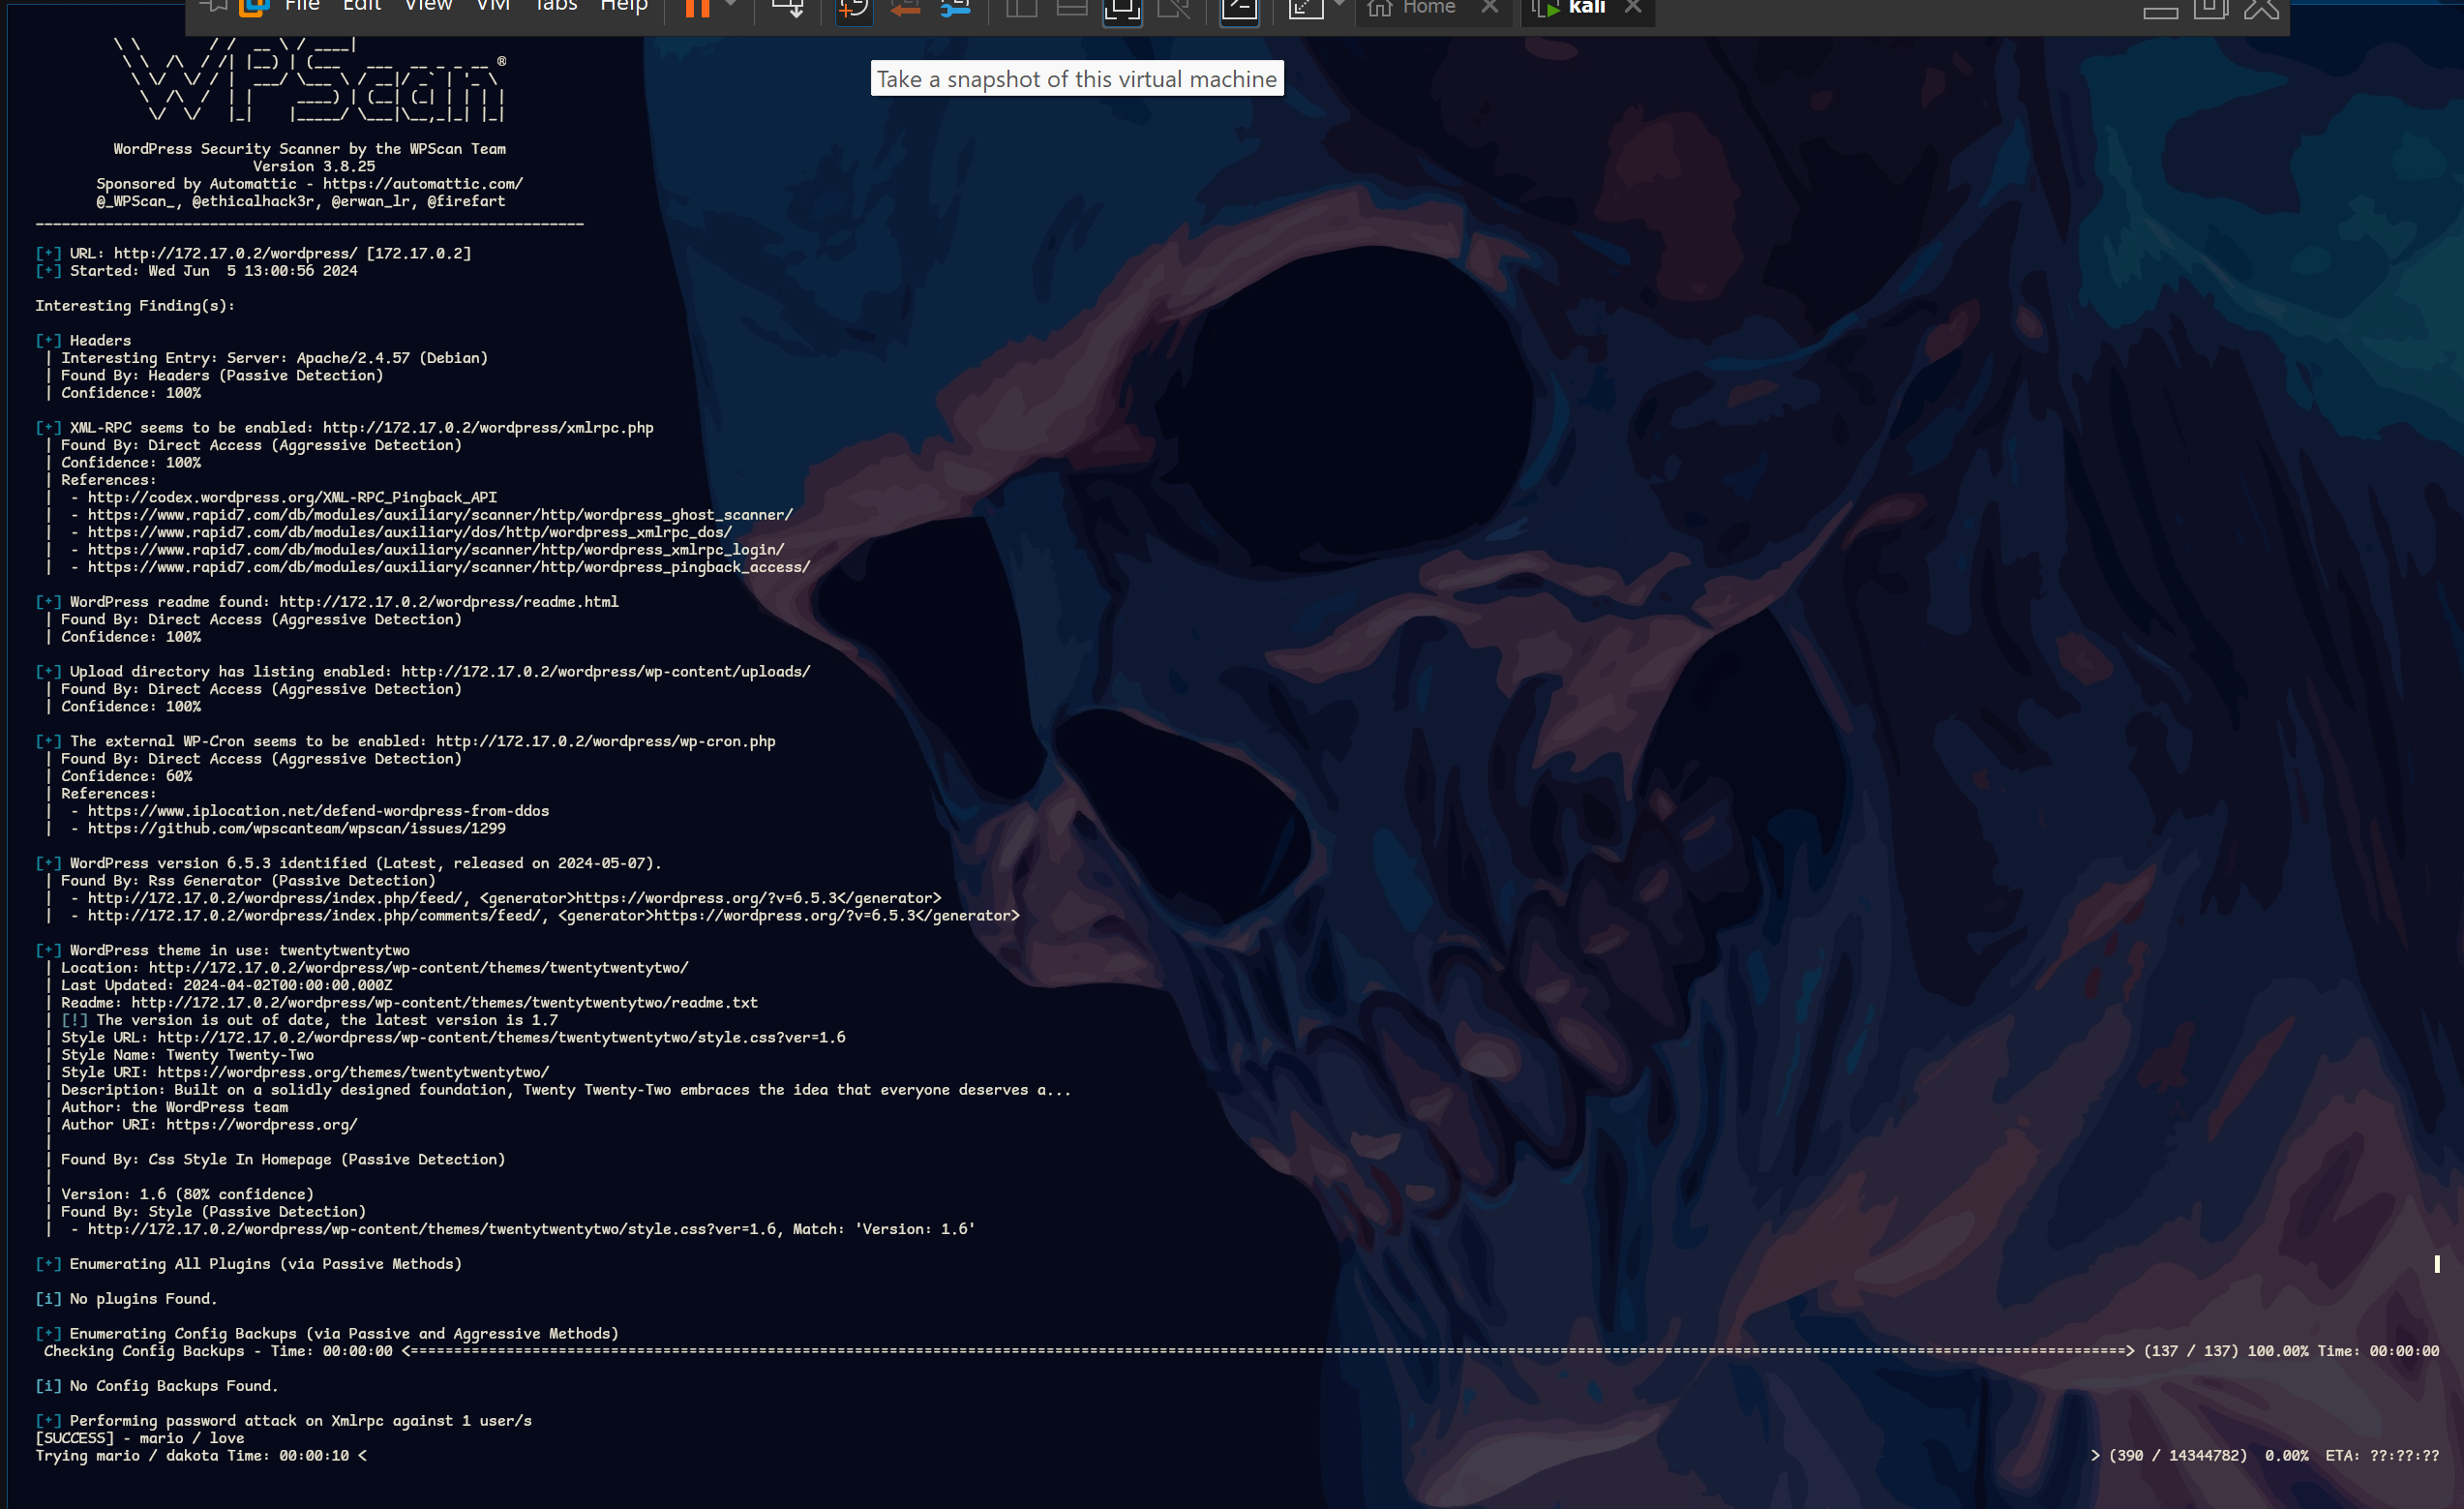 File Edit View VM Tabs Help Home kali
Take a snapshot of this virtual machine
WPScan ®
WordPress Security Scanner by the WPScan Team
Version 3.8.25
Sponsored by Automattic - https://automattic.com/
@_WPScan_, @ethicalhack3r, @erwan_lr, @firefart
_______________________________________________________________
[+] URL: http://172.17.0.2/wordpress/ [172.17.0.2]
[+] Started: Wed Jun  5 13:00:56 2024
Interesting Finding(s):
[+] Headers
| Interesting Entry: Server: Apache/2.4.57 (Debian)
| Found By: Headers (Passive Detection)
| Confidence: 100%
[+] XML-RPC seems to be enabled: http://172.17.0.2/wordpress/xmlrpc.php
| Found By: Direct Access (Aggressive Detection)
| Confidence: 100%
| References:
|  - http://codex.wordpress.org/XML-RPC_Pingback_API
|  - https://www.rapid7.com/db/modules/auxiliary/scanner/http/wordpress_ghost_scanner/
|  - https://www.rapid7.com/db/modules/auxiliary/dos/http/wordpress_xmlrpc_dos/
|  - https://www.rapid7.com/db/modules/auxiliary/scanner/http/wordpress_xmlrpc_login/
|  - https://www.rapid7.com/db/modules/auxiliary/scanner/http/wordpress_pingback_access/
[+] WordPress readme found: http://172.17.0.2/wordpress/readme.html
| Found By: Direct Access (Aggressive Detection)
| Confidence: 100%
[+] Upload directory has listing enabled: http://172.17.0.2/wordpress/wp-content/uploads/
| Found By: Direct Access (Aggressive Detection)
| Confidence: 100%
[+] The external WP-Cron seems to be enabled: http://172.17.0.2/wordpress/wp-cron.php
| Found By: Direct Access (Aggressive Detection)
| Confidence: 60%
| References:
|  - https://www.iplocation.net/defend-wordpress-from-ddos
|  - https://github.com/wpscanteam/wpscan/issues/1299
[+] WordPress version 6.5.3 identified (Latest, released on 2024-05-07).
| Found By: Rss Generator (Passive Detection)
|  - http://172.17.0.2/wordpress/index.php/feed/, <generator>https://wordpress.org/?v=6.5.3</generator>
|  - http://172.17.0.2/wordpress/index.php/comments/feed/, <generator>https://wordpress.org/?v=6.5.3</generator>
[+] WordPress theme in use: twentytwentytwo
| Location: http://172.17.0.2/wordpress/wp-content/themes/twentytwentytwo/
| Last Updated: 2024-04-02T00:00:00.000Z
| Readme: http://172.17.0.2/wordpress/wp-content/themes/twentytwentytwo/readme.txt
| [!] The version is out of date, the latest version is 1.7
| Style URL: http://172.17.0.2/wordpress/wp-content/themes/twentytwentytwo/style.css?ver=1.6
| Style Name: Twenty Twenty-Two
| Style URI: https://wordpress.org/themes/twentytwentytwo/
| Description: Built on a solidly designed foundation, Twenty Twenty-Two embraces the idea that everyone deserves a...
| Author: the WordPress team
| Author URI: https://wordpress.org/
|
| Found By: Css Style In Homepage (Passive Detection)
|
| Version: 1.6 (80% confidence)
| Found By: Style (Passive Detection)
|  - http://172.17.0.2/wordpress/wp-content/themes/twentytwentytwo/style.css?ver=1.6, Match: 'Version: 1.6'
[+] Enumerating All Plugins (via Passive Methods)
[i] No plugins Found.
[+] Enumerating Config Backups (via Passive and Aggressive Methods)
Checking Config Backups - Time: 00:00:00 <=====================> (137 / 137) 100.00% Time: 00:00:00
[i] No Config Backups Found.
[+] Performing password attack on Xmlrpc against 1 user/s
[SUCCESS] - mario / love
Trying mario / dakota Time: 00:00:10 < > (390 / 14344782)  0.00%  ETA: ??:??:??